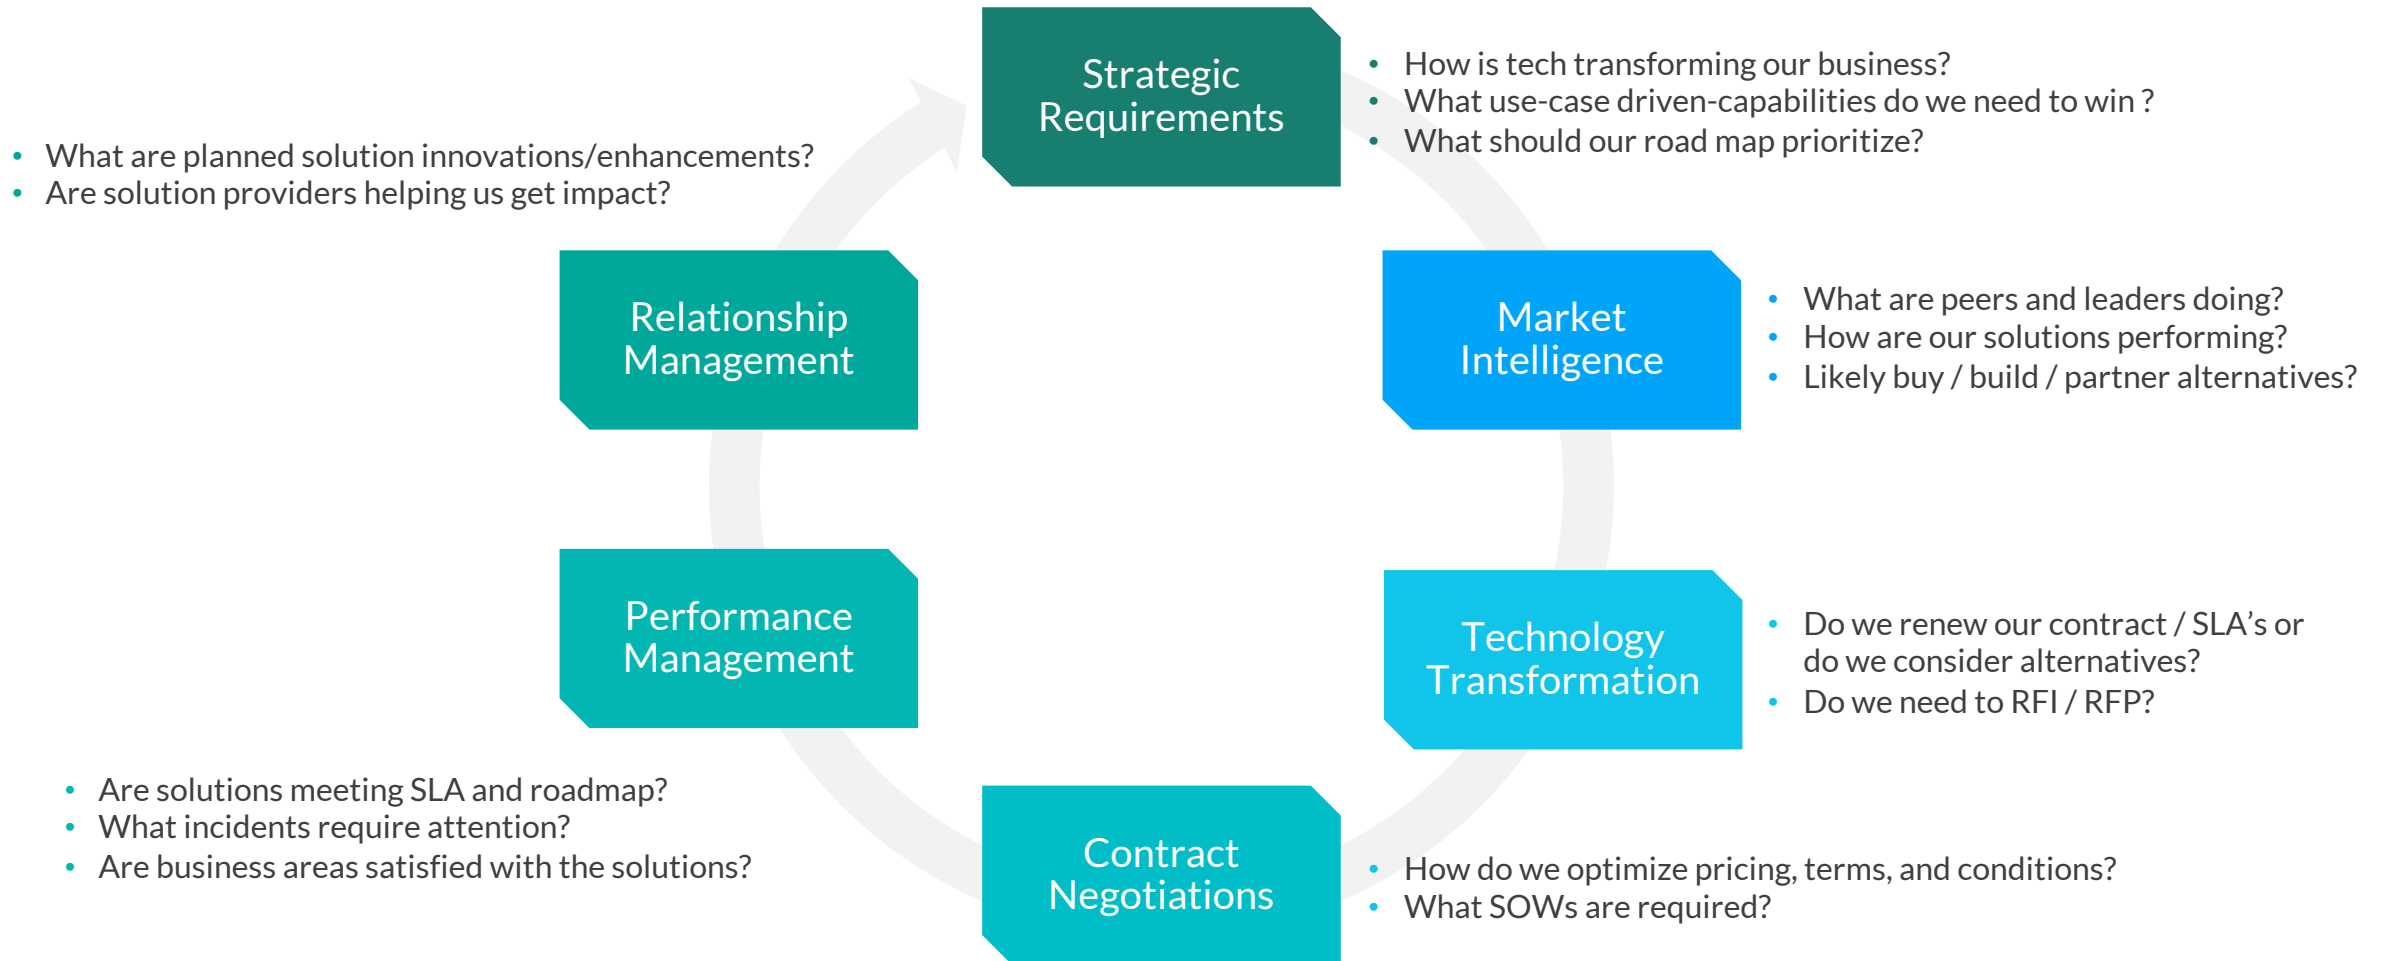 Strategic
Requirements
• How is tech transforming our business?
• What use-case driven-capabilities do we need to win ?
• What should our road map prioritize?
Market
Intelligence
• What are peers and leaders doing?
• How are our solutions performing?
• Likely buy / build / partner alternatives?
Technology
Transformation
• Do we renew our contract / SLA’s or
do we consider alternatives?
• Do we need to RFI / RFP?
Contract
Negotiations
• How do we optimize pricing, terms, and conditions?
• What SOWs are required?
Performance
Management
• Are solutions meeting SLA and roadmap?
• What incidents require attention?
• Are business areas satisfied with the solutions?
Relationship
Management
• What are planned solution innovations/enhancements?
• Are solution providers helping us get impact?